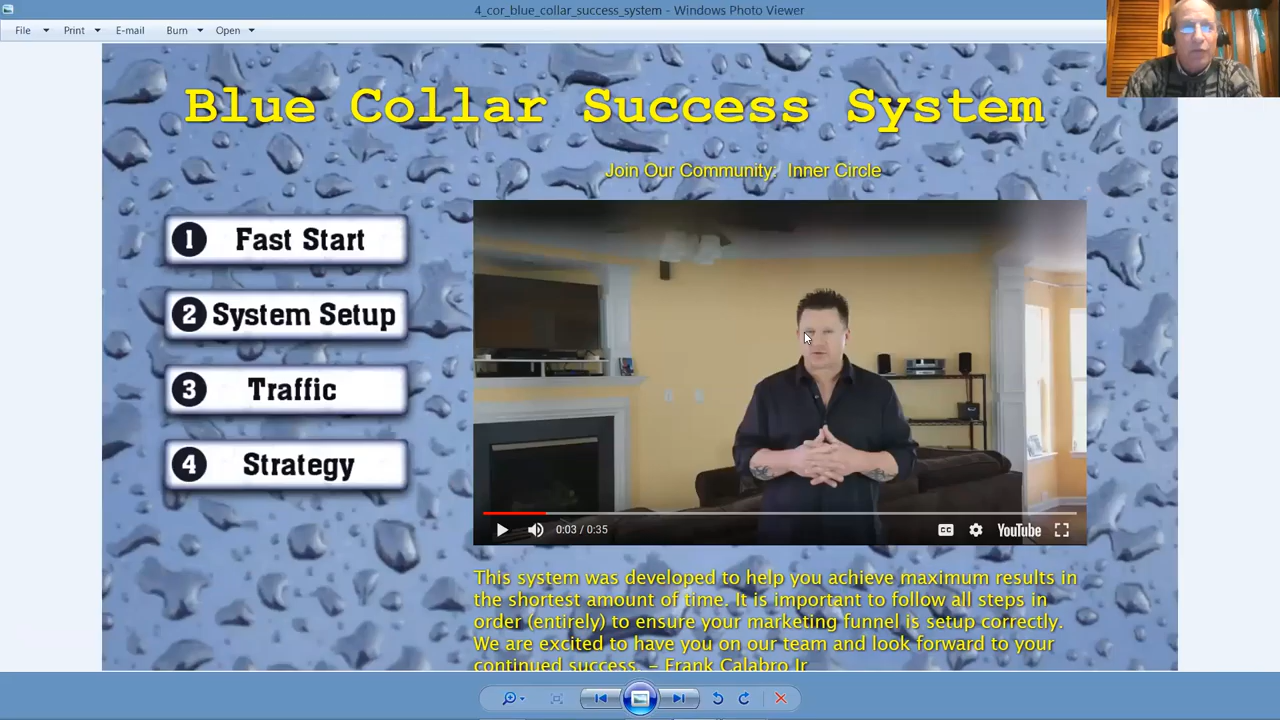 4_cor_blue_collar_success_system - Windows Photo Viewer
File Print E-mail Burn Open
Blue Collar Success System
Join Our Community: Inner Circle
1 Fast Start
2 System Setup
3 Traffic
4 Strategy
0:03 / 0:35
CC
YouTube
This system was developed to help you achieve maximum results in
the shortest amount of time. It is important to follow all steps in
order (entirely) to ensure your marketing funnel is setup correctly.
We are excited to have you on our team and look forward to your
continued success. - Frank Calabro Jr